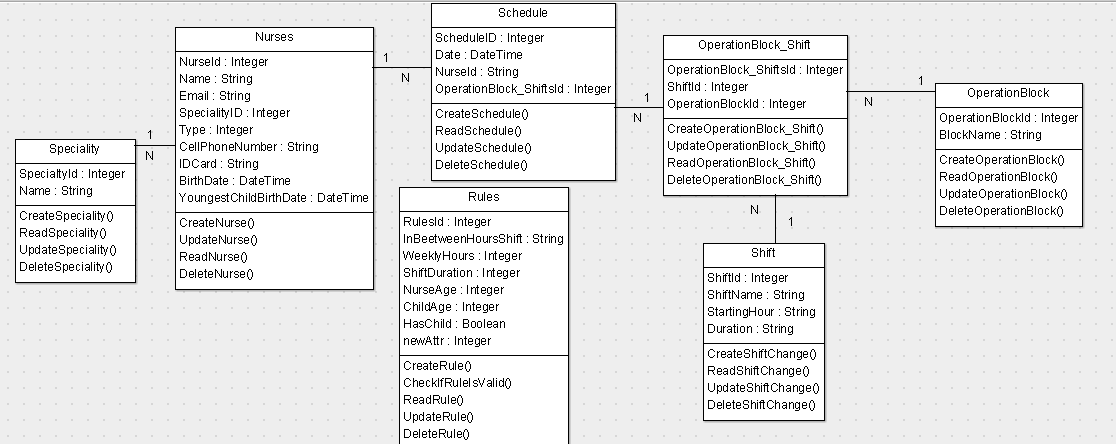 Speciality
SpecialtyId : Integer
Name : String
CreateSpeciality()
ReadSpeciality()
UpdateSpeciality()
DeleteSpeciality()
1
N
Nurses
NurseId : Integer
Name : String
Email : String
SpecialityID : Integer
Type : Integer
CellPhoneNumber : String
IDCard : String
BirthDate : DateTime
YoungestChildBirthDate : DateTime
CreateNurse()
UpdateNurse()
ReadNurse()
DeleteNurse()
1
N
Schedule
ScheduleID : Integer
Date : DateTime
NurseId : String
OperationBlock_ShiftsId : Integer
CreateSchedule()
ReadSchedule()
UpdateSchedule()
DeleteSchedule()
1
N
Rules
RulesId : Integer
InBeetweenHoursShift : String
WeeklyHours : Integer
ShiftDuration : Integer
NurseAge : Integer
ChildAge : Integer
HasChild : Boolean
newAttr : Integer
CreateRule()
CheckIfRuleIsValid()
ReadRule()
UpdateRule()
DeleteRule()
OperationBlock_Shift
OperationBlock_ShiftsId : Integer
ShiftId : Integer
OperationBlockId : Integer
CreateOperationBlock_Shift()
UpdateOperationBlock_Shift()
ReadOperationBlock_Shift()
DeleteOperationBlock_Shift()
1
N
N
1
Shift
ShiftId : Integer
ShiftName : String
StartingHour : String
Duration : String
CreateShiftChange()
ReadShiftChange()
UpdateShiftChange()
DeleteShiftChange()
OperationBlock
OperationBlockId : Integer
BlockName : String
CreateOperationBlock()
ReadOperationBlock()
UpdateOperationBlock()
DeleteOperationBlock()